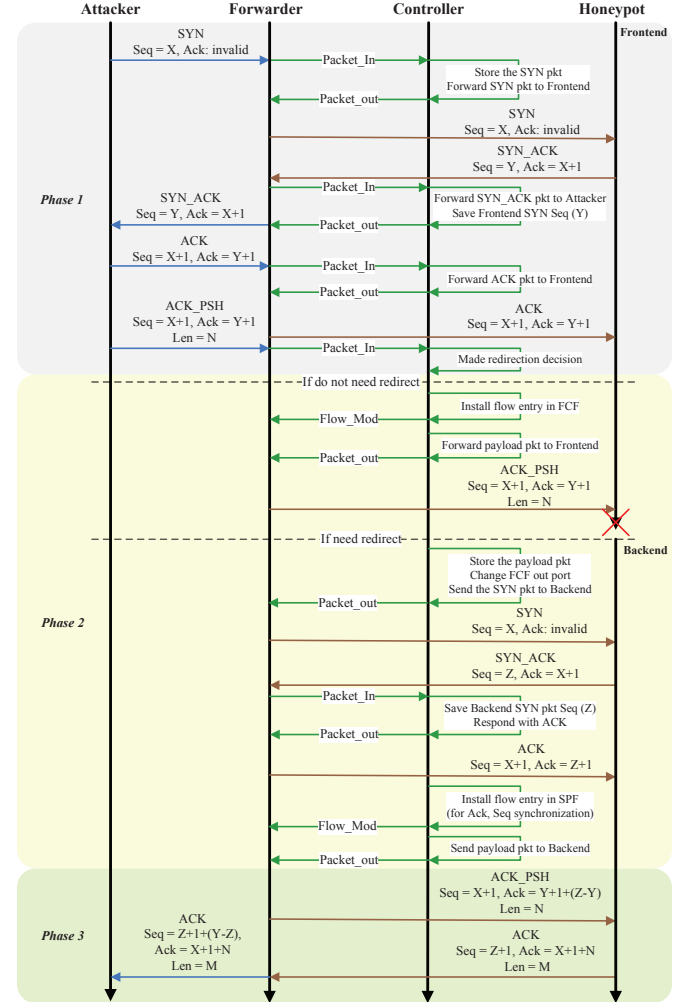 Attacker Forwarder Controller Honeypot
Frontend
SYN
Seq = X, Ack: invalid
Packet_In
Store the SYN pkt
Forward SYN pkt to Frontend
Packet_out
SYN
Seq = X, Ack: invalid
SYN_ACK
Seq = Y, Ack = X+1
Packet_In
Phase 1
SYN_ACK
Seq = Y, Ack = X+1
Forward SYN_ACK pkt to Attacker
Save Frontend SYN Seq (Y)
Packet_out
ACK
Seq = X+1, Ack = Y+1
Packet_In
Forward ACK pkt to Frontend
Packet_out
ACK_PSH
Seq = X+1, Ack = Y+1
Len = N
ACK
Seq = X+1, Ack = Y+1
Packet_In
Made redirection decision
If do not need redirect
Install flow entry in FCF
Flow_Mod
Forward payload pkt to Frontend
Packet_out
ACK_PSH
Seq = X+1, Ack = Y+1
Len = N
If need redirect
Backend
Store the payload pkt
Change FCF out port
Send the SYN pkt to Backend
Packet_out
Phase 2
SYN
Seq = X, Ack: invalid
SYN_ACK
Seq = Z, Ack = X+1
Packet_In
Save Backend SYN pkt Seq (Z)
Respond with ACK
Packet_out
ACK
Seq = X+1, Ack = Z+1
Install flow entry in SPF
(for Ack, Seq synchronization)
Flow_Mod
Send payload pkt to Backend
Packet_out
ACK_PSH
Seq = X+1, Ack = Y+1+(Z-Y)
Len = N
Phase 3
ACK
Seq = Z+1+(Y-Z),
Ack = X+1+N
Len = M
ACK
Seq = Z+1, Ack = X+1+N
Len = M